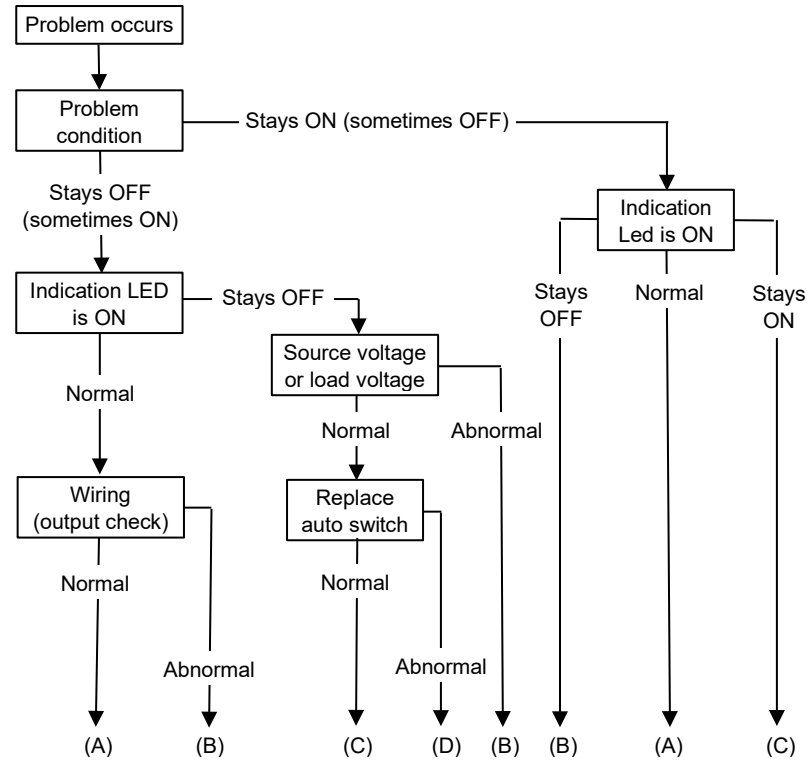 Problem occurs
Problem
condition
Stays ON (sometimes OFF)
Stays OFF
(sometimes ON)
Indication
Led is ON
Indication LED
is ON
Stays OFF
Stays
OFF
Normal
Stays
ON
Source voltage
or load voltage
Normal
Normal
Abnormal
Wiring
(output check)
Replace
auto switch
Normal
Normal
Abnormal
Abnormal
(A)
(B)
(C)
(D)
(B)
(B)
(A)
(C)